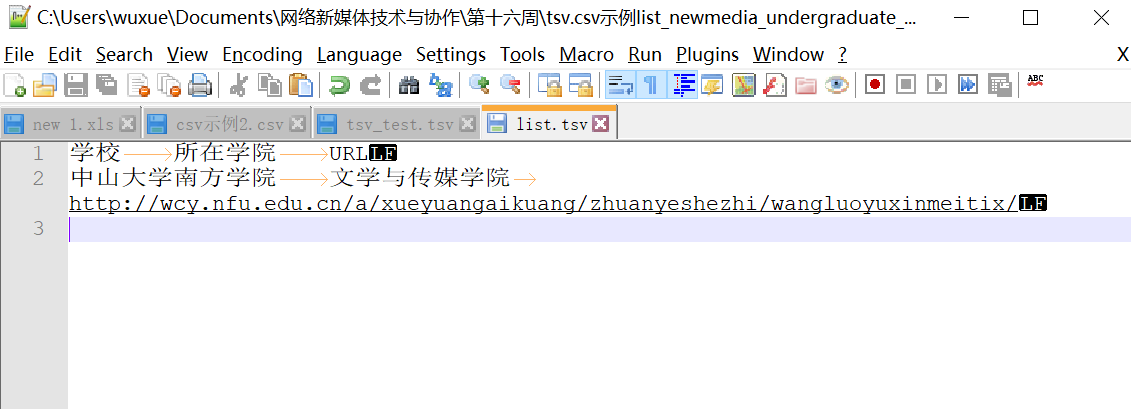 C:\Users\wuxue\Documents\网络新媒体技术与协作\第十六周\tsv.csv示例list_newmedia_undergraduate_...
File Edit Search View Encoding Language Settings Tools Macro Run Plugins Window ? X
ABC
new 1.xls csv示例2.csv tsv_test.tsv list.tsv
1 学校 所在学院 URL LF
2 中山大学南方学院 文学与传媒学院
http://wcy.nfu.edu.cn/a/xueyuangaikuang/zhuanyeshezhi/wangluoyuxinmeitix/ LF
3